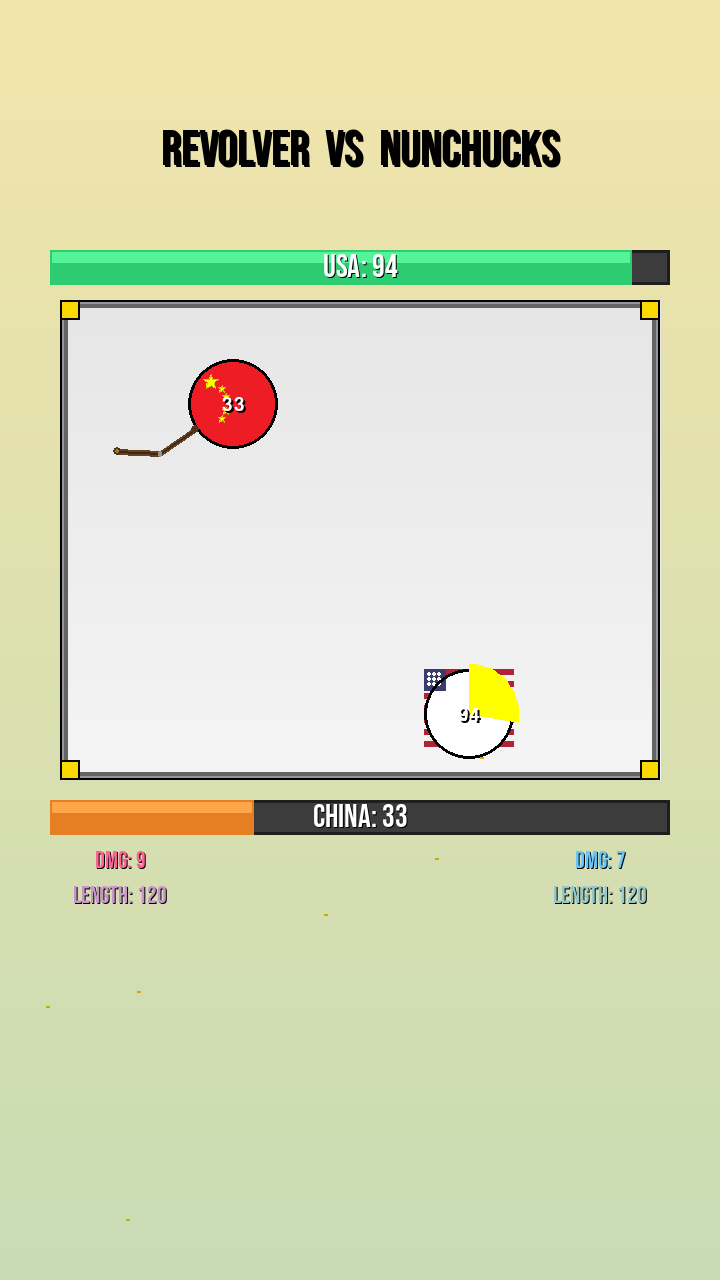 REVOLVER VS NUNCHUCKS
USA: 94
33
94
CHINA: 33
DMG: 9
DMG: 7
LENGTH: 120
LENGTH: 120